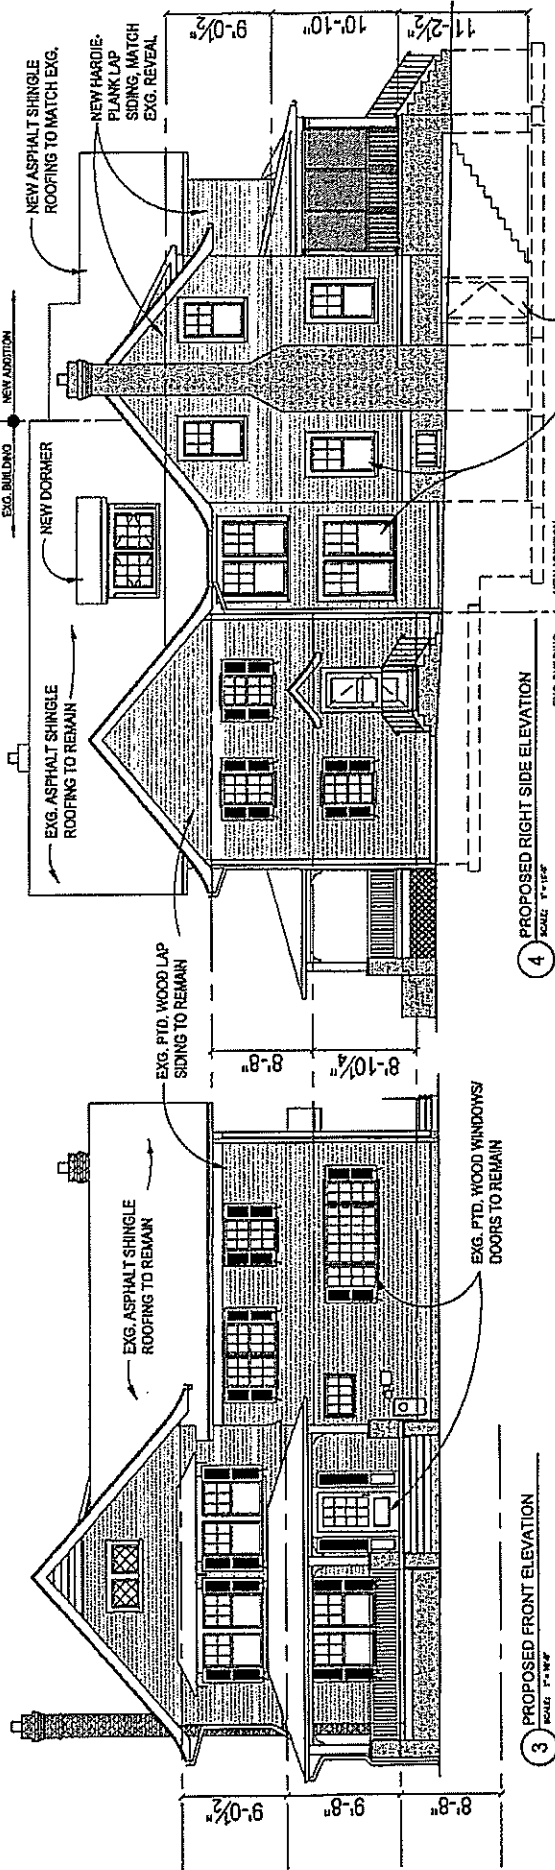 EXG. ASPHALT SHINGLE
ROOFING TO REMAIN
EXG. PTD. WOOD LAP
SIDING TO REMAIN
EXG. PTD. WOOD WINDOWS/
DOORS TO REMAIN
9'-0½"
9'-8"
8'-8"
3
PROPOSED FRONT ELEVATION
SCALE:
EXG. BUILDING
NEW ADDITION
EXG. ASPHALT SHINGLE
ROOFING TO REMAIN
NEW DORMER
NEW ASPHALT SHINGLE
ROOFING TO MATCH EXG.
NEW HARDIE-
PLANK LAP
SIDING, MATCH
EXG. REVEAL
8'-8"
8'-10¼"
9'-0½"
10'-10"
11'-2½"
4
PROPOSED RIGHT SIDE ELEVATION
SCALE: